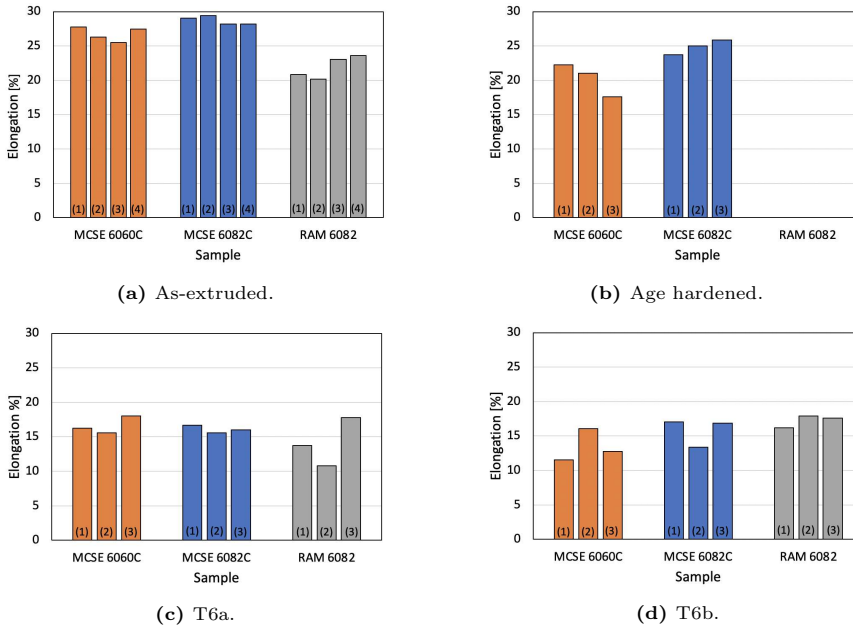 30
25
20
15
10
5
0
Elongation [%]
(1) (2) (3) (4) (1) (2) (3) (4) (1) (2) (3) (4)
MCSE 6060C MCSE 6082C RAM 6082
Sample
(a) As-extruded.
30
25
20
15
10
5
0
Elongation [%]
(1) (2) (3) (1) (2) (3)
MCSE 6060C MCSE 6082C RAM 6082
Sample
(b) Age hardened.
30
25
20
15
10
5
0
Elongation %]
(1) (2) (3) (1) (2) (3) (1) (2) (3)
MCSE 6060C MCSE 6082C RAM 6082
Sample
(c) T6a.
30
25
20
15
10
5
0
Elongation [%]
(1) (2) (3) (1) (2) (3) (1) (2) (3)
MCSE 6060C MCSE 6082C RAM 6082
Sample
(d) T6b.